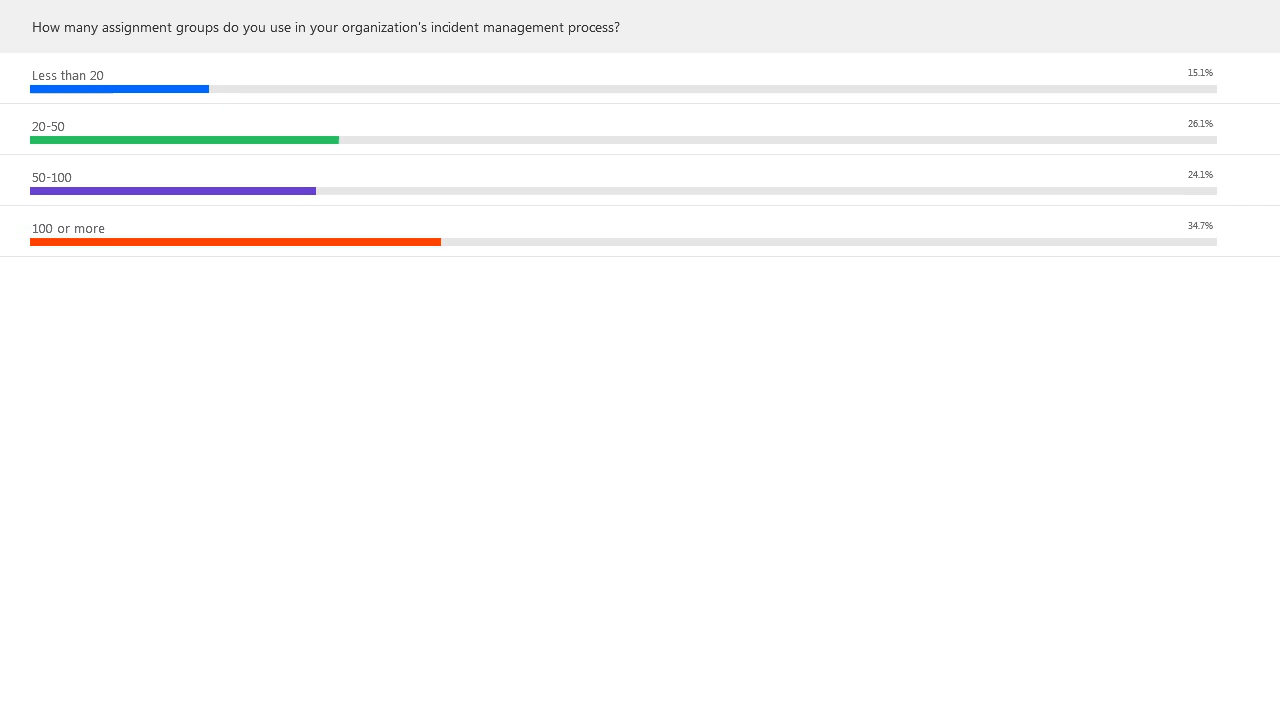 How many assignment groups do you use in your organization's incident management process?
Less than 20
15.1%
20-50
26.1%
50-100
24.1%
100 or more
34.7%